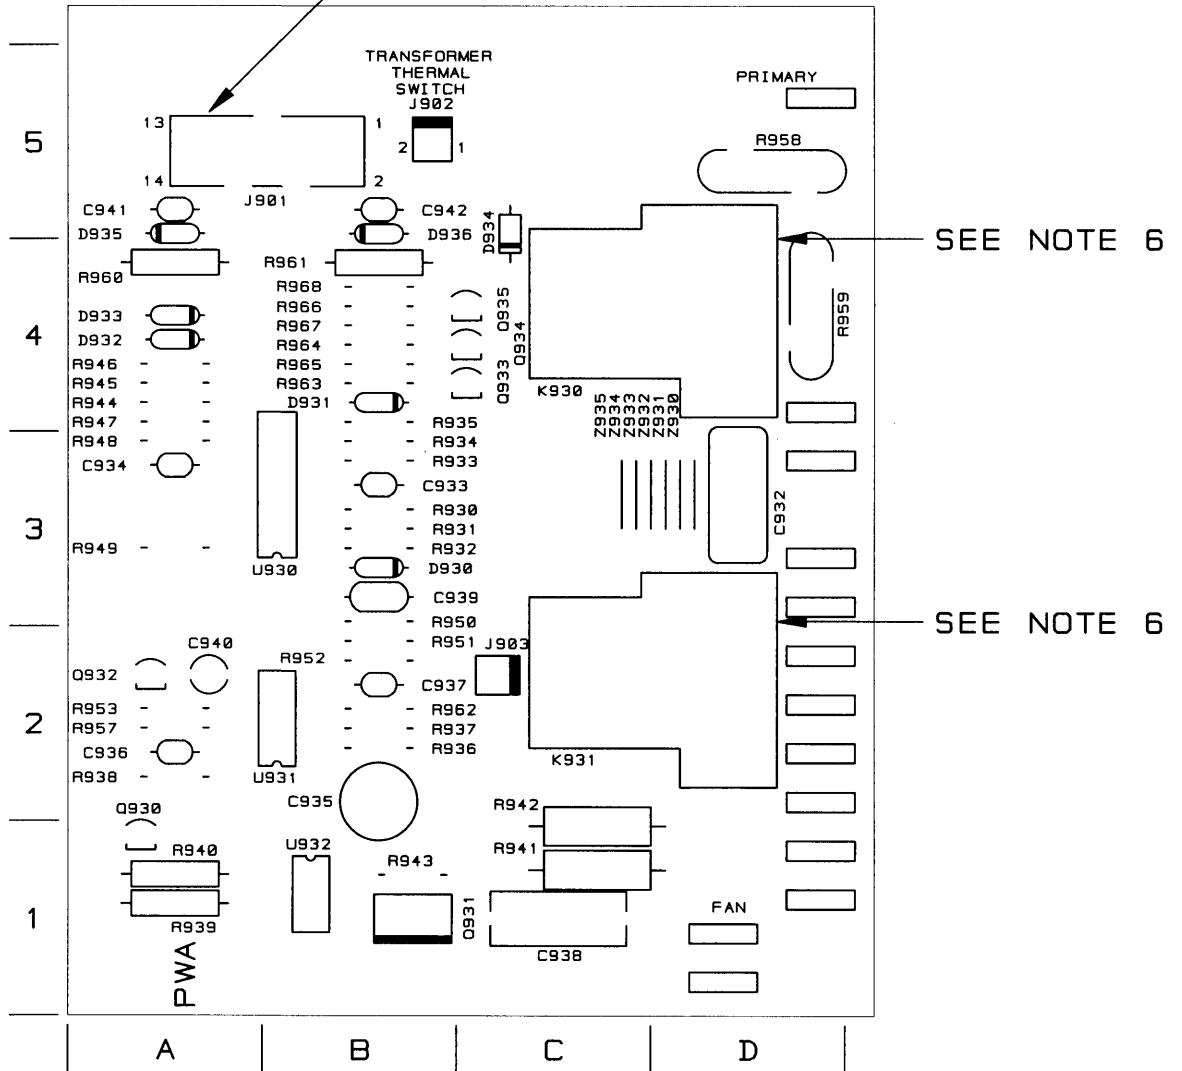 TRANSFORMER
THERMAL
SWITCH
J902
PRIMARY
13
1
5
2
1
R958
14
2
J901
C941
C942
D934
D935
D936
SEE NOTE 6
R960
R961
R968
Q935
D933
R966
R959
R967
4
D932
R964
Q934
R946
R965
R945
R963
Q933
K930
R944
D931
Z935
Z934
Z933
Z932
Z931
Z930
R947
R935
R948
R934
C934
R933
C933
C932
R930
3
R931
R949
R932
U930
D930
C939
R950
SEE NOTE 6
C940
R951
J903
R952
Q932
C937
R953
R962
2
R957
R937
C936
R936
K931
R938
U931
C935
R942
Q930
U932
R941
R940
R943
1
Q931
FAN
R939
C938
PWA
A
B
C
D